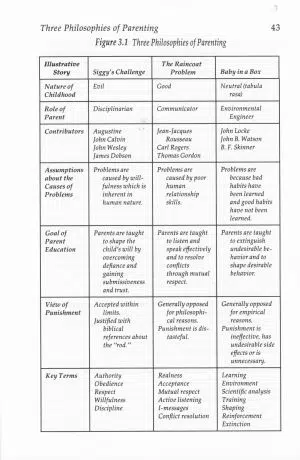 Three Philosophies of Parenting 43
Figure 3.1 Three Philosophies of Parenting
Illustrative
Story
Siggy's Challenge
The Raincoat
Problem
Baby in a Box
Nature of
Childhood
Evil
Good
Neutral (tabula
rasa)
Role of
Parent
Disciplinarian
Communicator
Environmental
Engineer
Contributors
Augustine
John Calvin
John Wesley
James Dobson
Jean-Jacques
Rousseau
Carl Rogers
Thomas Gordon
John Locke
John B. Watson
B. F. Skinner
Assumptions
about the
Causes of
Problems
Problems are
caused by will-
fulness which is
inherent in
human nature.
Problems are
caused by poor
human
relationship
skills.
Problems are
because bad
habits have
been learned
and good habits
have not been
learned.
Goal of
Parent
Education
Parents are taught
to shape the
child's will by
overcoming
defiance and
gaining
submissiveness
and trust.
Parents are taught
to listen and
speak effectively
and to resolve
conflicts
through mutual
respect.
Parents are taught
to extinguish
undesirable be-
havior and to
shape desirable
behavior.
View of
Punishment
Accepted within
limits.
Justified with
biblical
references about
the "rod."
Generally opposed
for philosophi-
cal reasons.
Punishment is dis-
tasteful.
Generally opposed
for empirical
reasons.
Punishment is
ineffective, has
undesirable side
effects or is
unnecessary.
Key Terms
Authority
Obedience
Respect
Willfulness
Discipline
Realness
Acceptance
Mutual respect
Active listening
I-messages
Conflict resolution
Learning
Environment
Scientific analysis
Training
Shaping
Reinforcement
Extinction